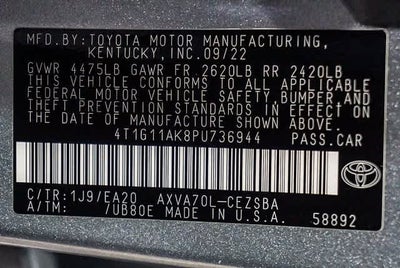 MFD.BY:TOYOTA MOTOR MANUFACTURING,
KENTUCKY,INC.09/22
GVWR 4475LB GAWR FR 2620LB RR 2420LB
THIS VEHICLE CONFORMS TO ALL APPLICABLE
FEDERAL MOTOR VEHICLE SAFETY, BUMPER, AND
THEFT PREVENTION STANDARDS IN EFFECT ON
THE DATE OF MANUFACTURE SHOWN ABOVE.
4T1G11AK8PU736944 PASS.CAR
C/TR:1J9/EA20 AXVA70L-CEZSBA
A/TM: /UB80E MADE IN U.S.A.
TOYOTA
58892